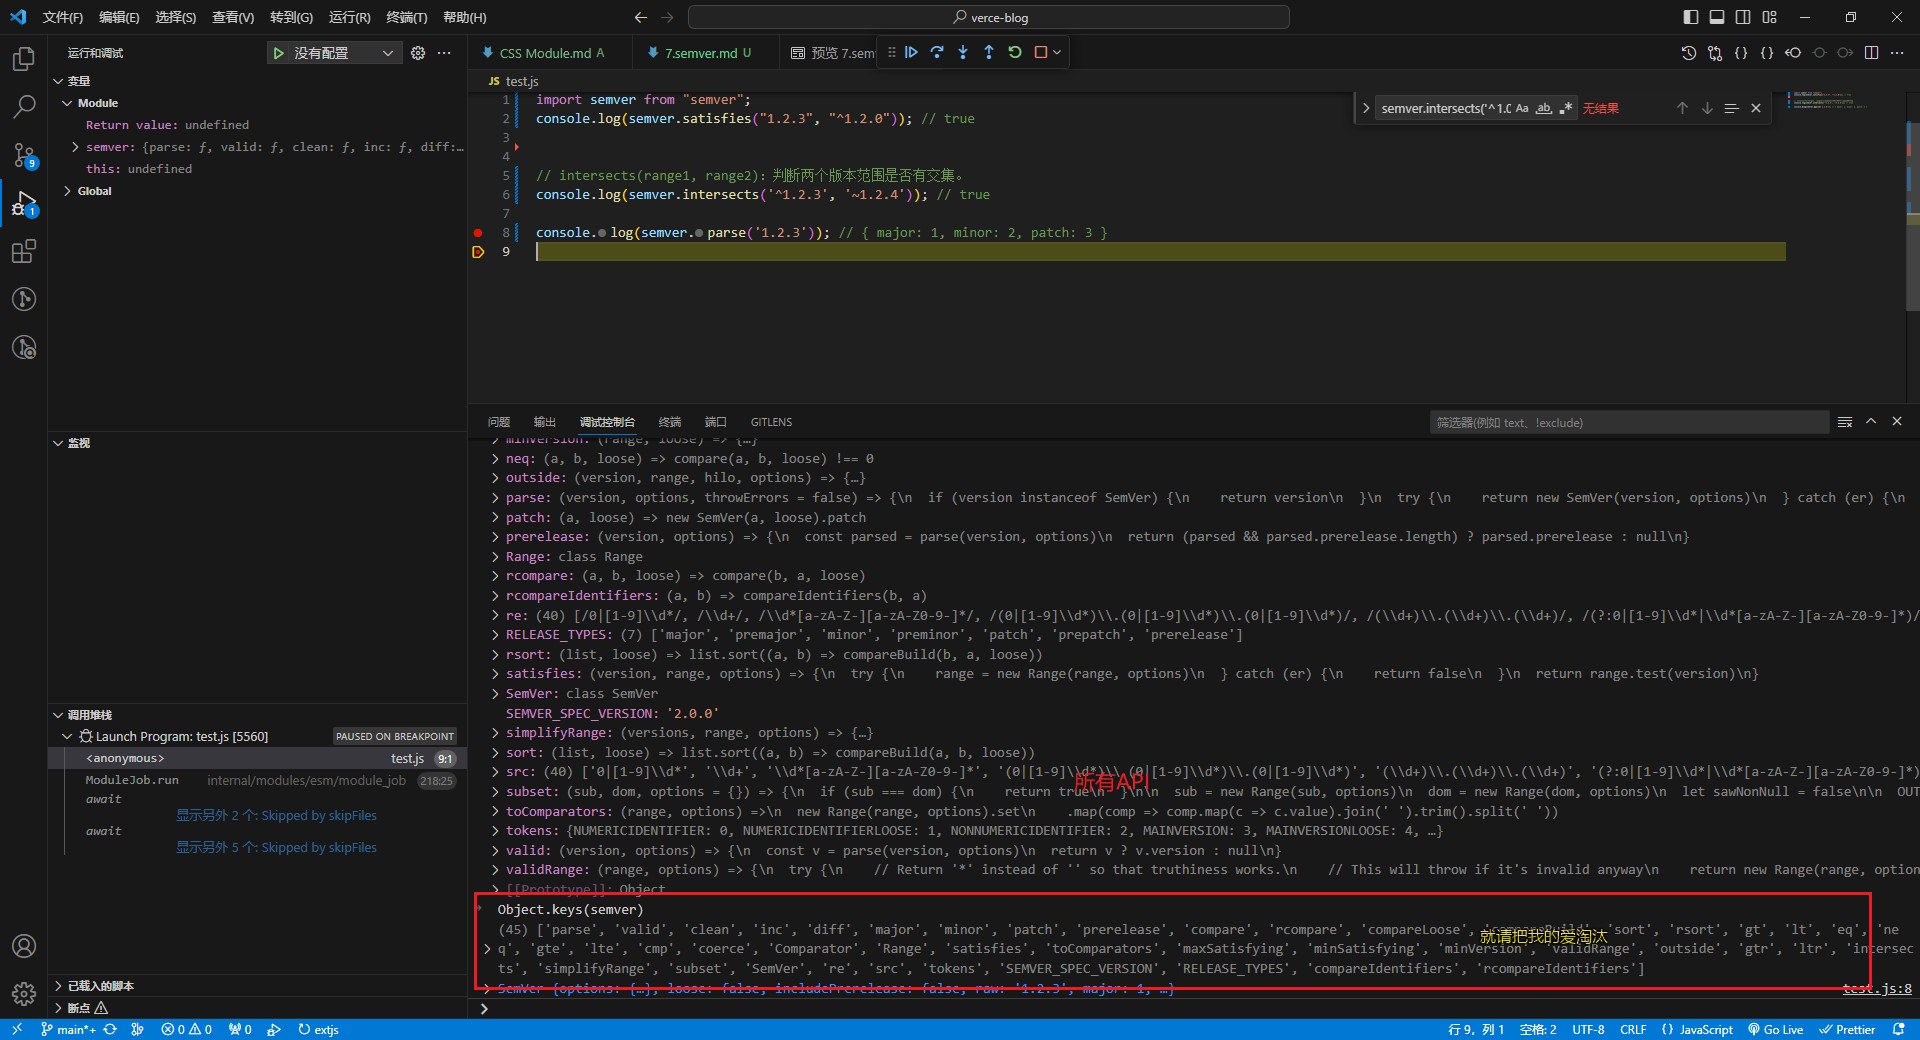 文件(F) 编辑(E) 选择(S) 查看(V) 转到(G) 运行(R) 终端(T) 帮助(H) verce-blog
运行和调试 没有配置
CSS Module.md A 7.semver.md U 预览 7.sem
JS test.js
变量
Module
Return value: undefined
semver: {parse: ƒ, valid: ƒ, clean: ƒ, inc: ƒ, diff:…
this: undefined
Global
1 import semver from "semver";
2 console.log(semver.satisfies("1.2.3", "^1.2.0")); // true
3
4
5 // intersects(range1, range2)：判断两个版本范围是否有交集。
6 console.log(semver.intersects('^1.2.3', '~1.2.4')); // true
7
8 console.log(semver.parse('1.2.3')); // { major: 1, minor: 2, patch: 3 }
9
semver.intersects('^1.0 Aa ab 无结果
监视
调用堆栈
Launch Program: test.js [5560] PAUSED ON BREAKPOINT
<anonymous> test.js 9:1
ModuleJob.run internal/modules/esm/module_job 218:25
await
显示另外 2 个: Skipped by skipFiles
await
显示另外 5 个: Skipped by skipFiles
已载入的脚本
断点
问题 输出 调试控制台 终端 端口 GITLENS 筛选器(例如 text、!exclude)
minVersion: (range, loose) => {…}
neq: (a, b, loose) => compare(a, b, loose) !== 0
outside: (version, range, hilo, options) => {…}
parse: (version, options, throwErrors = false) => {\n  if (version instanceof SemVer) {\n    return version\n  }\n  try {\n    return new SemVer(version, options)\n  } catch (er) {\n
patch: (a, loose) => new SemVer(a, loose).patch
prerelease: (version, options) => {\n  const parsed = parse(version, options)\n  return (parsed && parsed.prerelease.length) ? parsed.prerelease : null\n}
Range: class Range
rcompare: (a, b, loose) => compare(b, a, loose)
rcompareIdentifiers: (a, b) => compareIdentifiers(b, a)
re: (40) [/0|[1-9]\\d*/, /\\d+/, /\\d*[a-zA-Z-][a-zA-Z0-9-]*/, /(0|[1-9]\\d*)\\.(0|[1-9]\\d*)\\.(0|[1-9]\\d*)/, /(\\d+)\\.(\\d+)\\.(\\d+)/, /(?:0|[1-9]\\d*|\\d*[a-zA-Z-][a-zA-Z0-9-]*)/
RELEASE_TYPES: (7) ['major', 'premajor', 'minor', 'preminor', 'patch', 'prepatch', 'prerelease']
rsort: (list, loose) => list.sort((a, b) => compareBuild(b, a, loose))
satisfies: (version, range, options) => {\n  try {\n    range = new Range(range, options)\n  } catch (er) {\n    return false\n  }\n  return range.test(version)\n}
SemVer: class SemVer
SEMVER_SPEC_VERSION: '2.0.0'
simplifyRange: (versions, range, options) => {…}
sort: (list, loose) => list.sort((a, b) => compareBuild(a, b, loose))
src: (40) ['0|[1-9]\\d*', '\\d+', '\\d*[a-zA-Z-][a-zA-Z0-9-]*', '(0|[1-9]\\d*)\\.(0|[1-9]\\d*)\\.(0|[1-9]\\d*)', '(\\d+)\\.(\\d+)\\.(\\d+)', '(?:0|[1-9]\\d*|\\d*[a-zA-Z-][a-zA-Z0-9-]*)
所有API
subset: (sub, dom, options = {}) => {\n  if (sub === dom) {\n    return true\n  }\n\n  sub = new Range(sub, options)\n  dom = new Range(dom, options)\n  let sawNonNull = false\n\n  OUT
toComparators: (range, options) =>\n  new Range(range, options).set\n    .map(comp => comp.map(c => c.value).join(' ').trim().split(' '))
tokens: {NUMERICIDENTIFIER: 0, NUMERICIDENTIFIERLOOSE: 1, NONNUMERICIDENTIFIER: 2, MAINVERSION: 3, MAINVERSIONLOOSE: 4, …}
valid: (version, options) => {\n  const v = parse(version, options)\n  return v ? v.version : null\n}
validRange: (range, options) => {\n  try {\n    // Return '*' instead of '' so that truthiness works.\n    // This will throw if it's invalid anyway\n    return new Range(range, option
[[Prototype]]: Object
Object.keys(semver)
(45) ['parse', 'valid', 'clean', 'inc', 'diff', 'major', 'minor', 'patch', 'prerelease', 'compare', 'rcompare', 'compareLoose', 'compareBuild', 'sort', 'rsort', 'gt', 'lt', 'eq', 'ne
就请把我的爱淘汰
q', 'gte', 'lte', 'cmp', 'coerce', 'Comparator', 'Range', 'satisfies', 'toComparators', 'maxSatisfying', 'minSatisfying', 'minVersion', 'validRange', 'outside', 'gtr', 'ltr', 'intersec
ts', 'simplifyRange', 'subset', 'SemVer', 're', 'src', 'tokens', 'SEMVER_SPEC_VERSION', 'RELEASE_TYPES', 'compareIdentifiers', 'rcompareIdentifiers']
SemVer {options: {…}, loose: false, includePrerelease: false, raw: '1.2.3', major: 1, …} test.js:8
main*+ 0 0 0 extjs 行 9，列 1 空格: 2 UTF-8 CRLF {} JavaScript Go Live Prettier